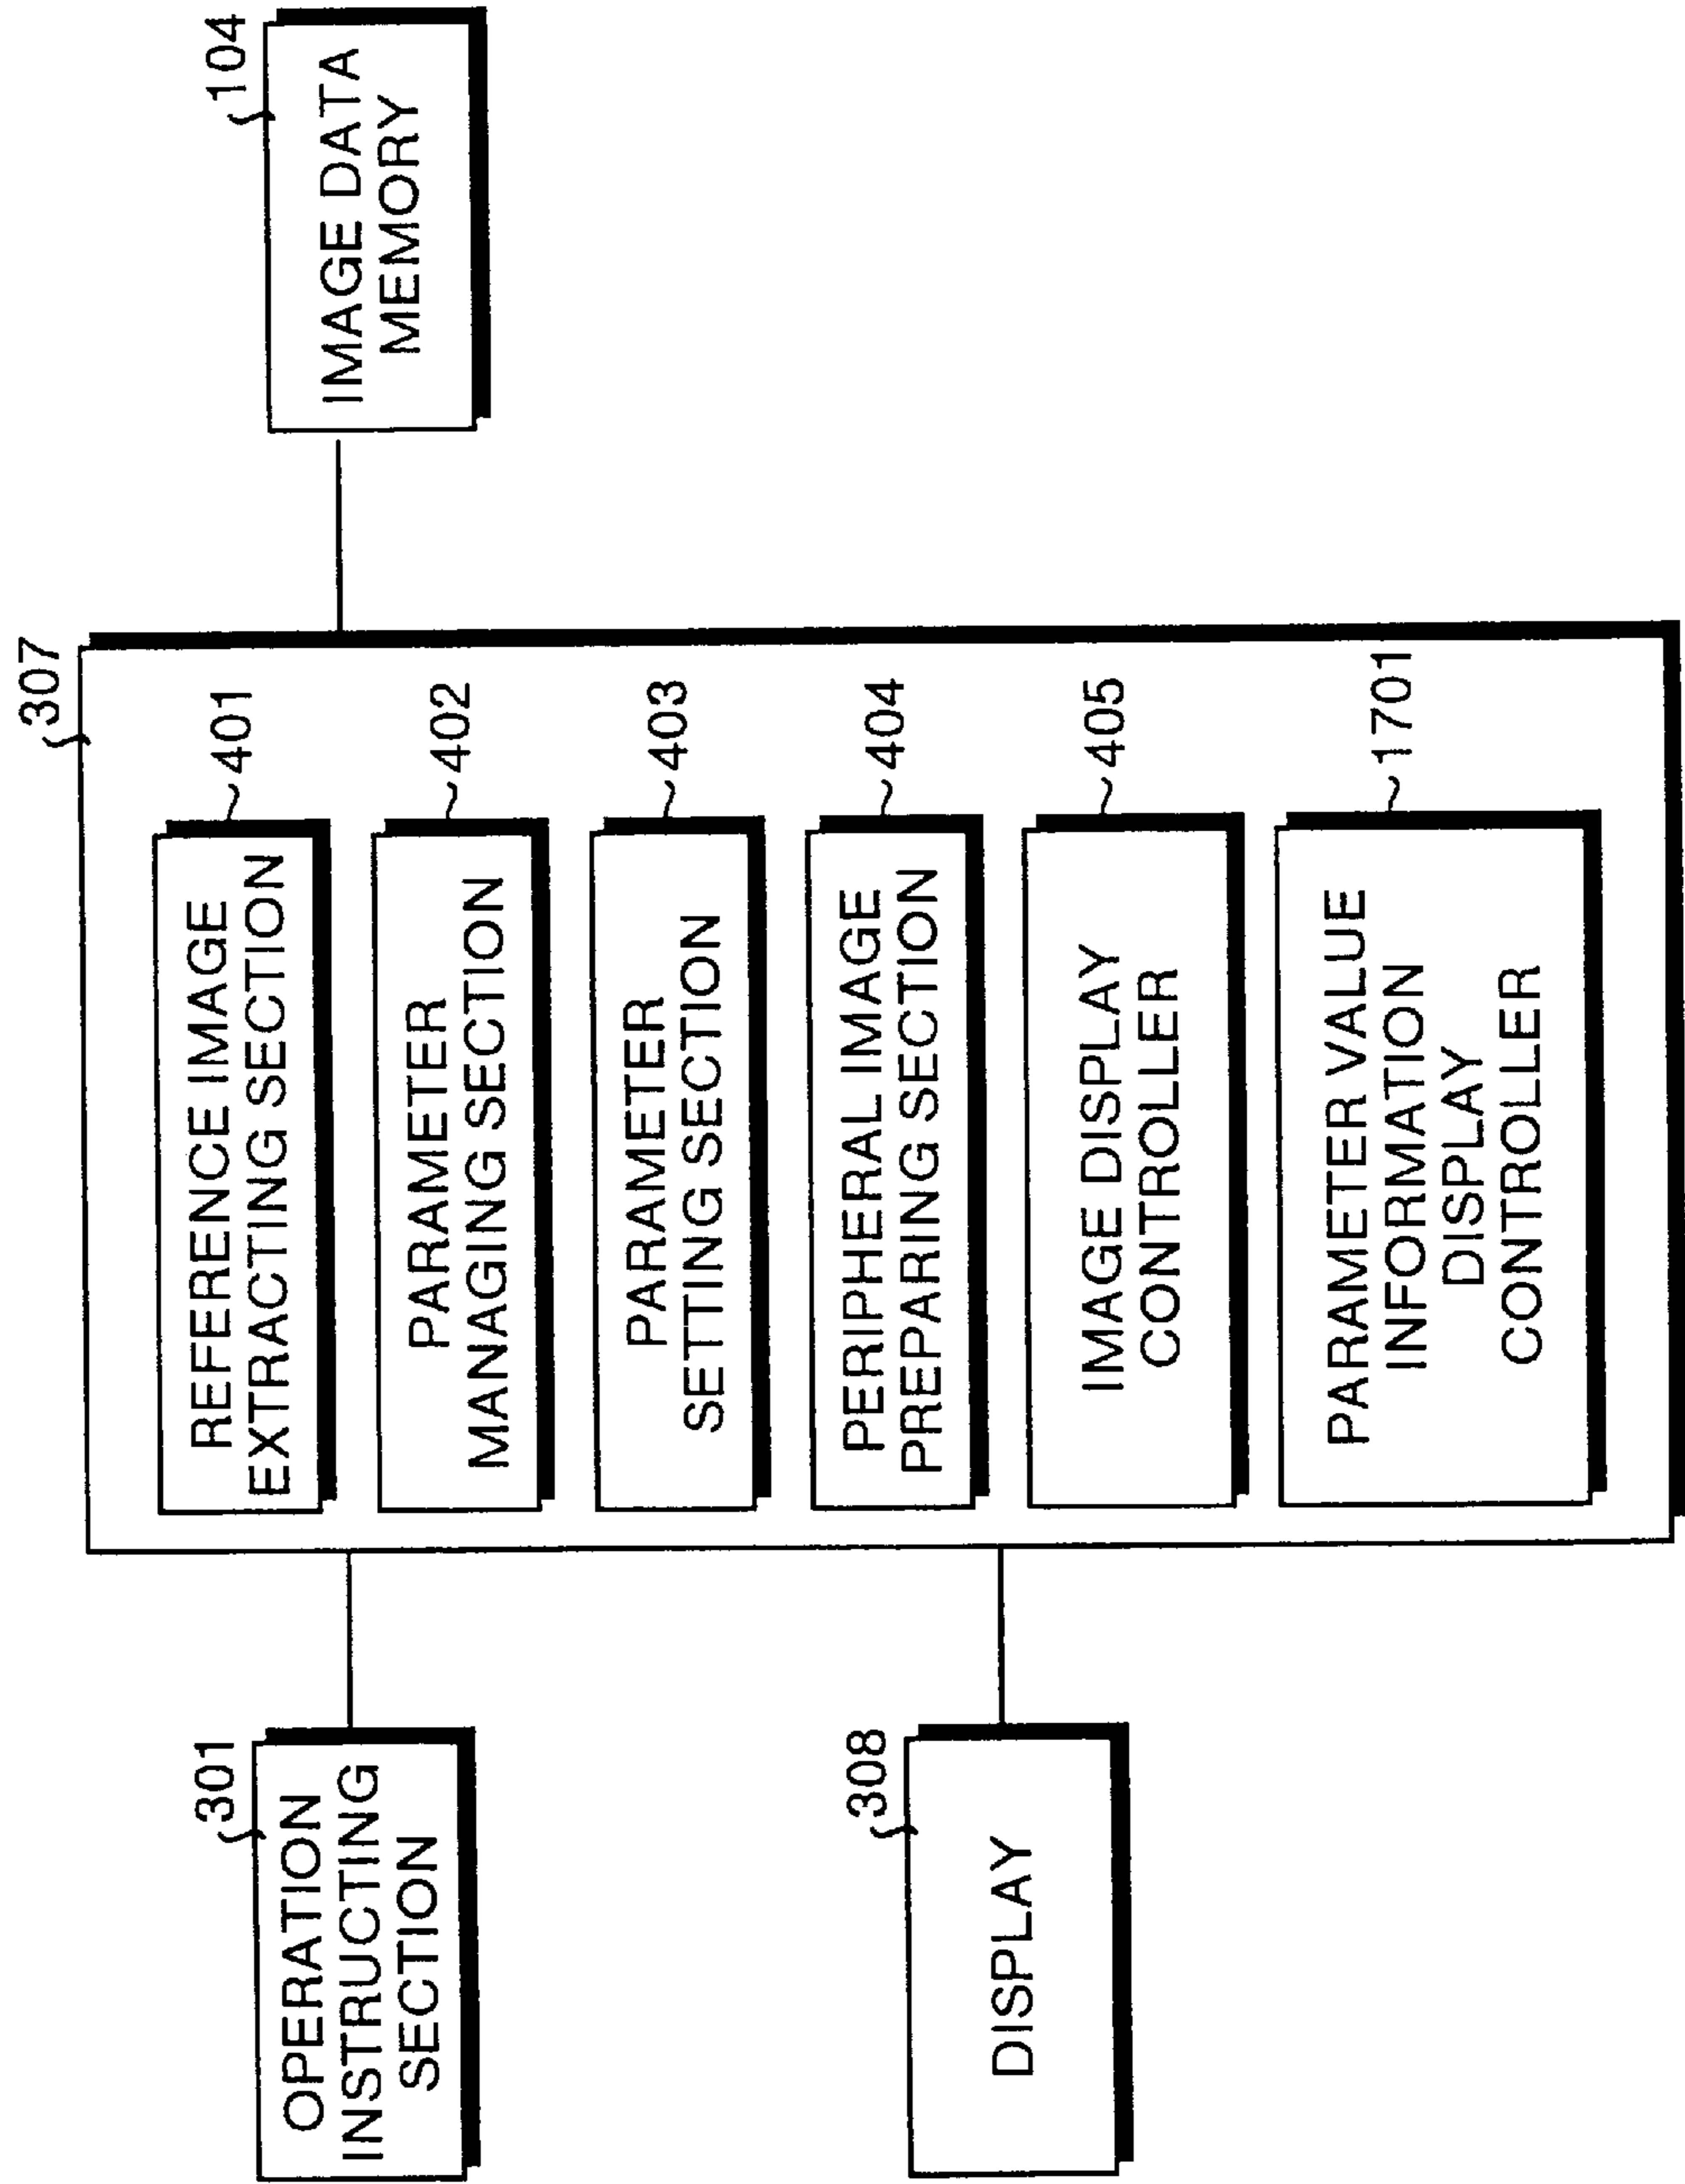 301
OPERATION
INSTRUCTING
SECTION
308
DISPLAY
307
REFERENCE IMAGE
EXTRACTING SECTION
401
PARAMETER
MANAGING SECTION
402
PARAMETER
SETTING SECTION
403
PERIPHERAL IMAGE
PREPARING SECTION
404
IMAGE DISPLAY
CONTROLLER
405
PARAMETER VALUE
INFORMATION
DISPLAY
CONTROLLER
1701
104
IMAGE DATA
MEMORY